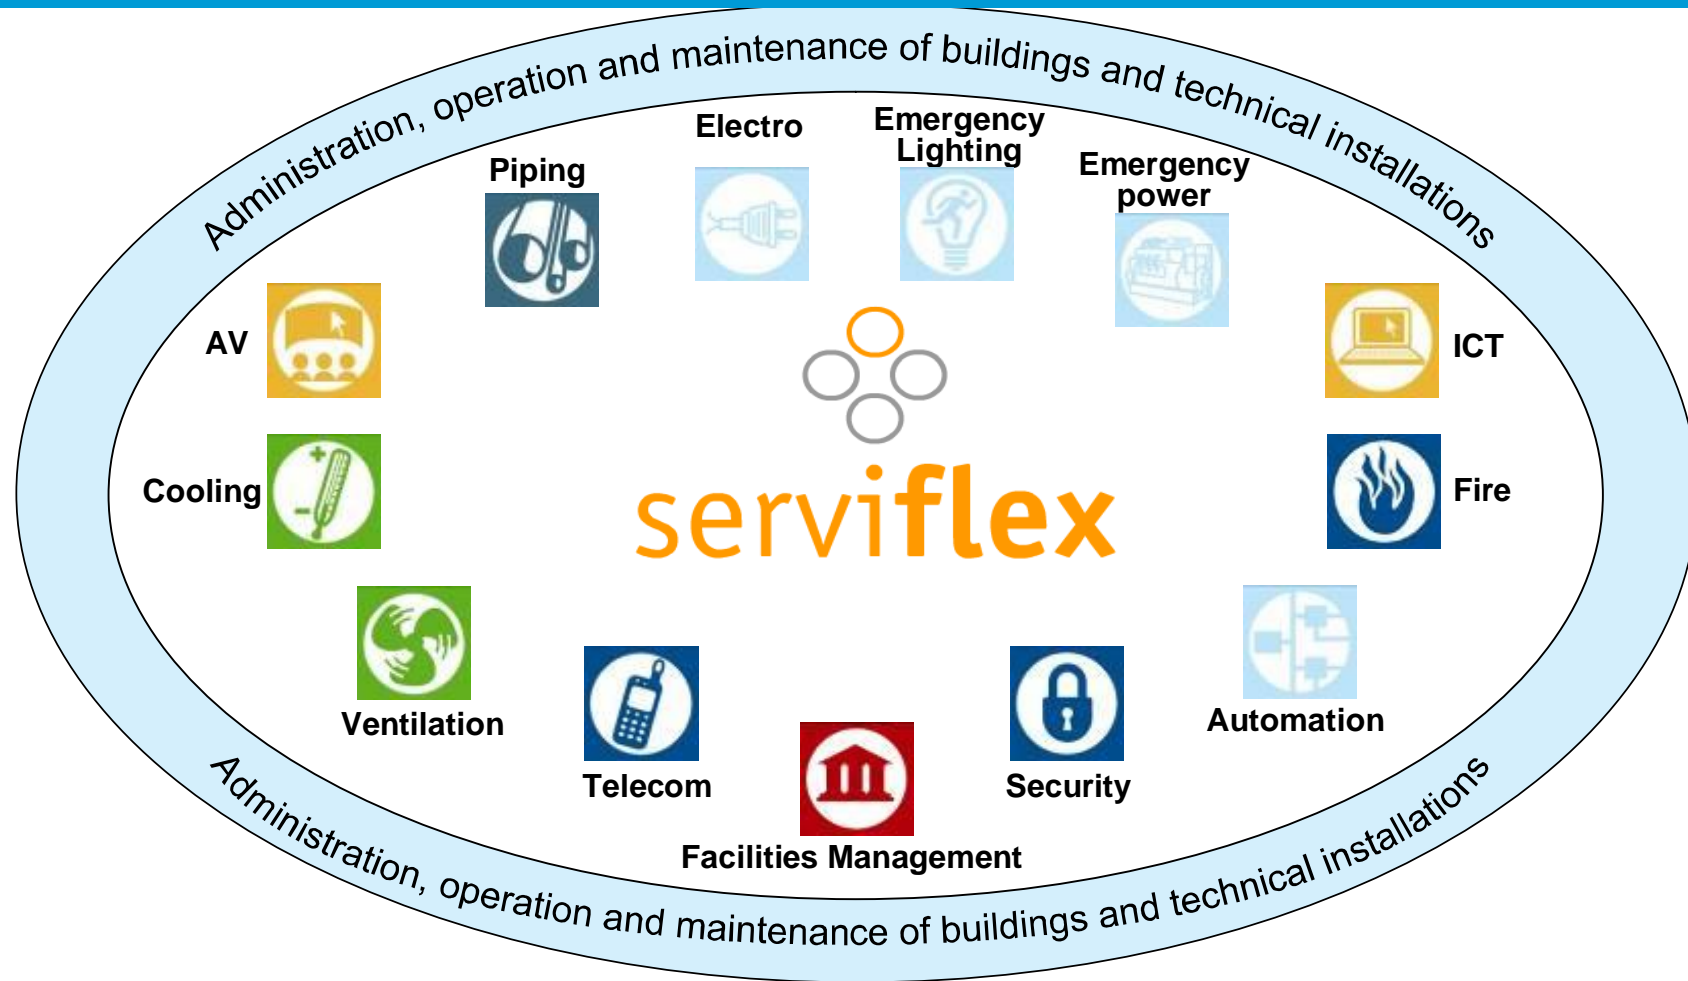 Administration, operation and maintenance of buildings and technical installations
Electro
Emergency
Lighting
Piping
Emergency
power
AV
ICT
Cooling
Fire
serviflex
Ventilation
Automation
Telecom
Security
Facilities Management
Administration, operation and maintenance of buildings and technical installations